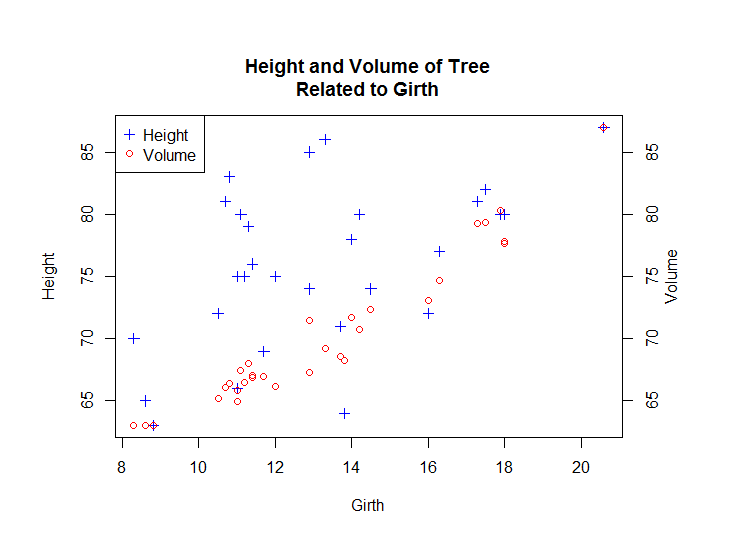 Height and Volume of Tree
Related to Girth
Height
Volume
85
80
75
70
65
Height
85
80
75
70
65
Volume
8 10 12 14 16 18 20
Girth